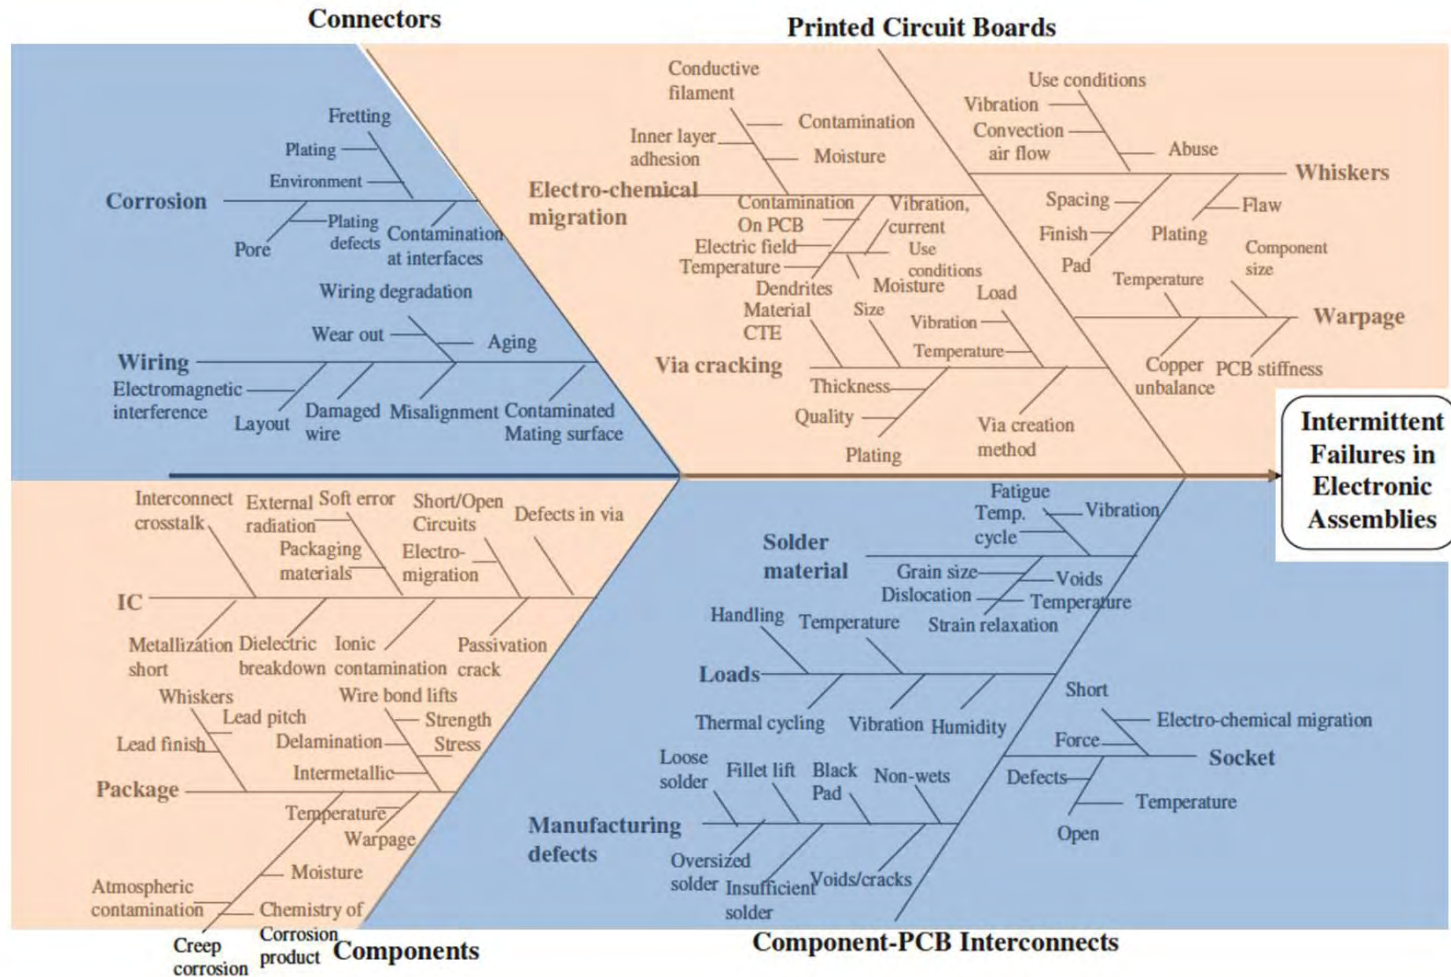 Connectors
Printed Circuit Boards
Fretting
Plating
Environment
Corrosion
Pore
Plating
defects
Contamination
at interfaces
Wiring degradation
Wear out
Aging
Wiring
Electromagnetic
interference
Layout
Damaged
wire
Misalignment
Contaminated
Mating surface
Conductive
filament
Contamination
Inner layer
adhesion
Moisture
Electro-chemical
migration
Contamination
On PCB
Vibration,
current
Electric field
Use
conditions
Temperature
Dendrites
Moisture
Material
CTE
Size
Load
Vibration
Temperature
Via cracking
Thickness
Quality
Plating
Via creation
method
Use conditions
Vibration
Convection
air flow
Abuse
Whiskers
Spacing
Flaw
Finish
Plating
Pad
Component
size
Temperature
Warpage
Copper
unbalance
PCB stiffness
Intermittent
Failures in
Electronic
Assemblies
Interconnect
crosstalk
External
radiation
Soft error
Packaging
materials
Short/Open
Circuits
Electro-
migration
Defects in via
IC
Metallization
short
Dielectric
breakdown
Ionic
contamination
Passivation
crack
Whiskers
Lead pitch
Lead finish
Wire bond lifts
Strength
Delamination
Stress
Intermetallic
Package
Temperature
Warpage
Moisture
Atmospheric
contamination
Chemistry of
Corrosion
product
Creep
corrosion
Components
Fatigue
Temp.
cycle
Vibration
Solder
material
Grain size
Voids
Dislocation
Temperature
Strain relaxation
Handling
Temperature
Loads
Thermal cycling
Vibration
Humidity
Short
Electro-chemical migration
Force
Socket
Defects
Temperature
Open
Loose
solder
Fillet lift
Black
Pad
Non-wets
Manufacturing
defects
Oversized
solder
Insufficient
solder
Voids/cracks
Component-PCB Interconnects